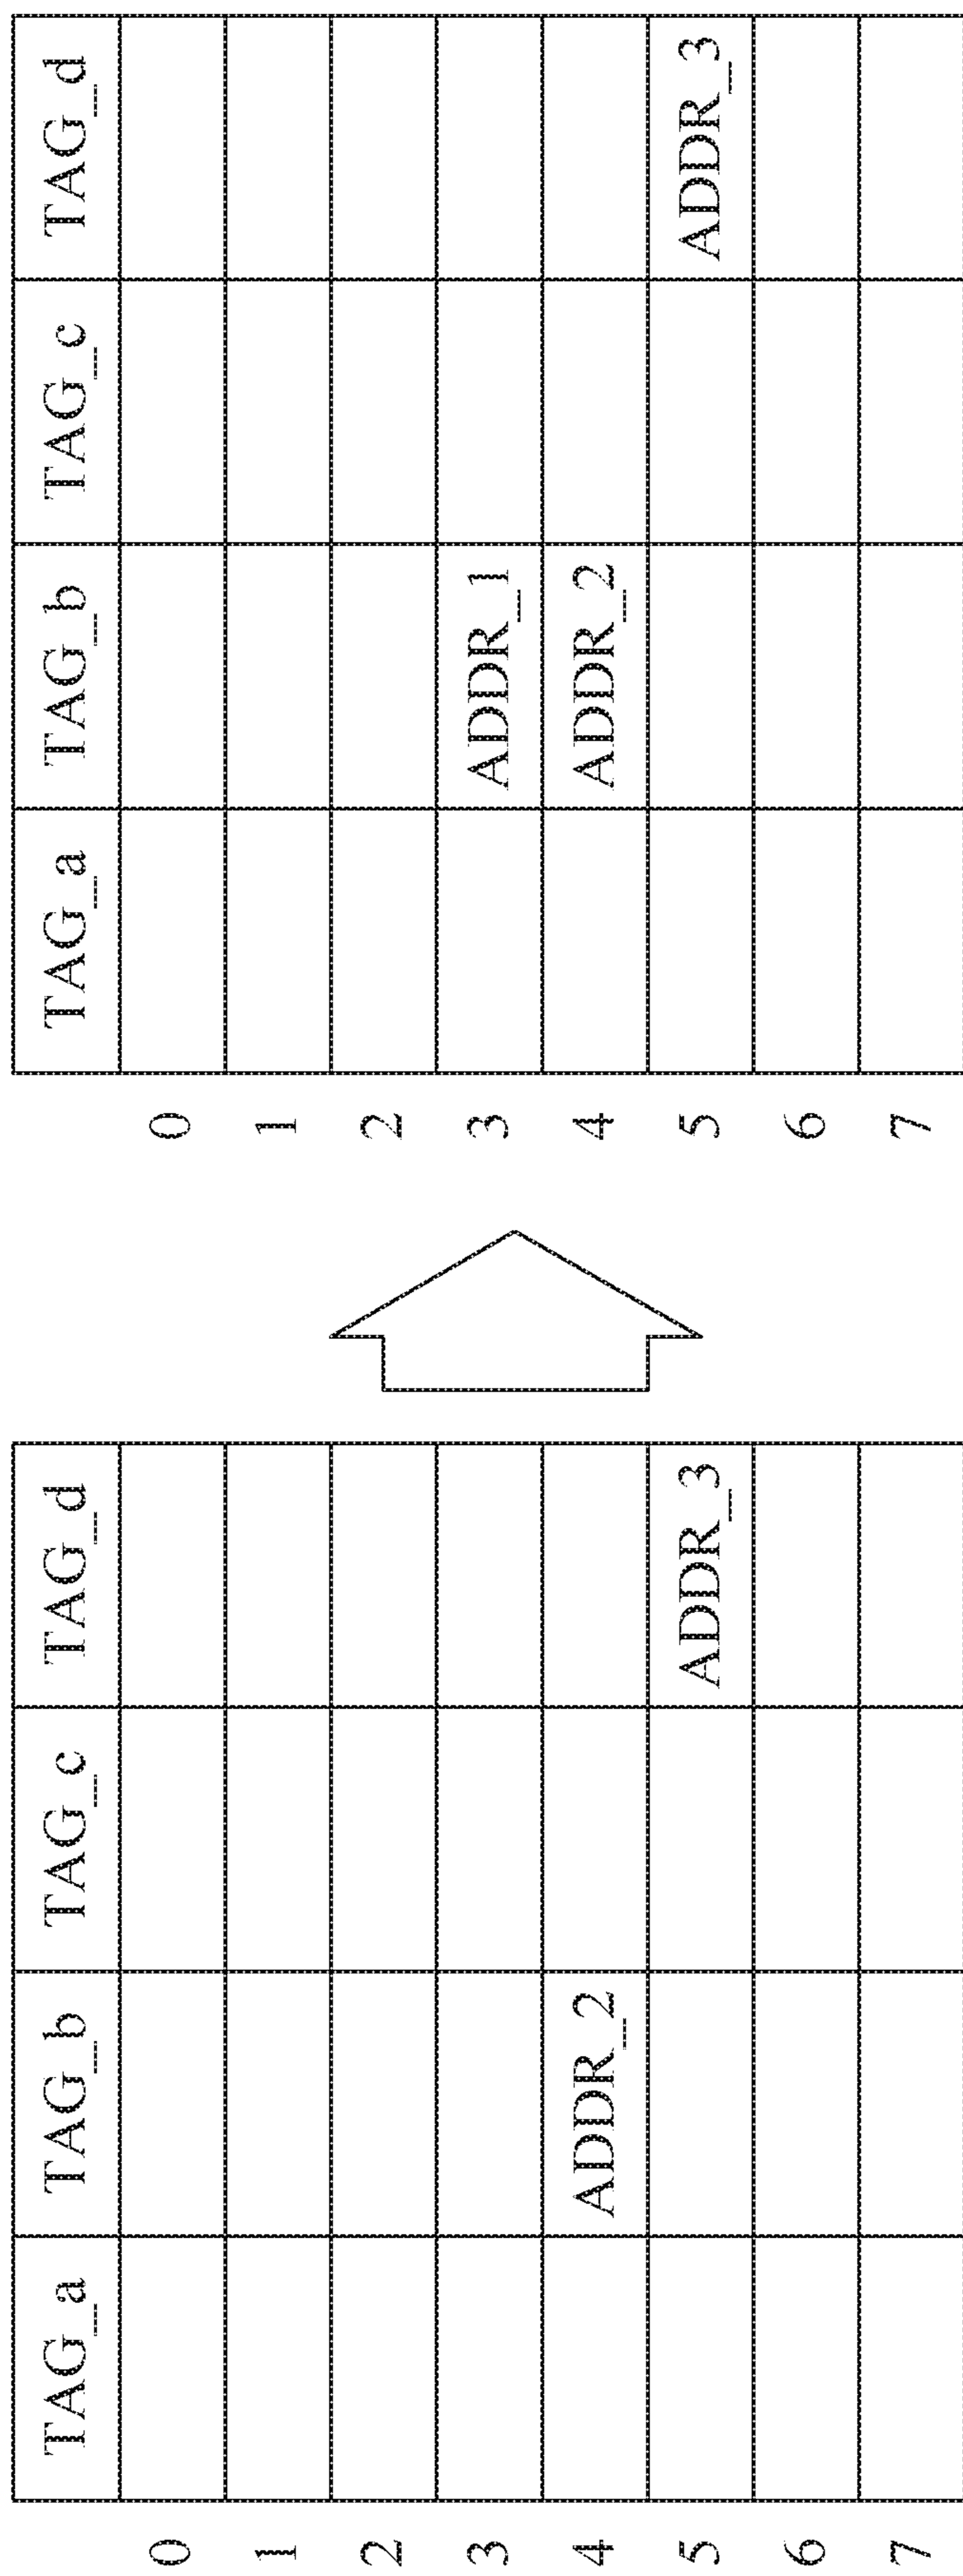 TAG_a TAG_b TAG_c TAG_d
0
1
2
3
4 ADDR_2
5 ADDR_3
6
7
TAG_a TAG_b TAG_c TAG_d
0
1
2
3 ADDR_1
4 ADDR_2
5 ADDR_3
6
7